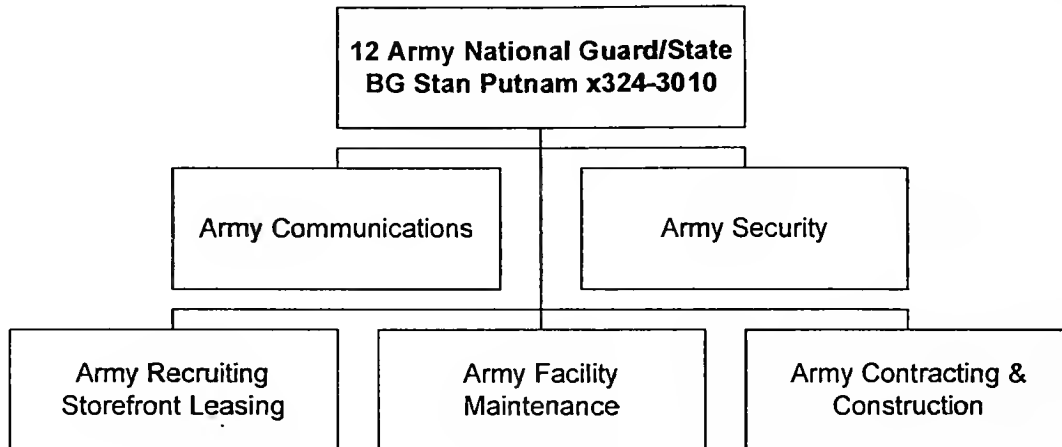 12 Army National Guard/State
BG Stan Putnam x324-3010
Army Communications
Army Security
Army Recruiting
Storefront Leasing
Army Facility
Maintenance
Army Contracting &
Construction